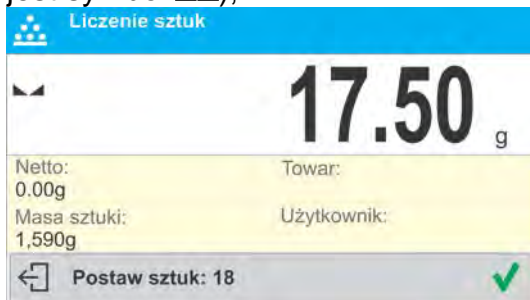 Liczenie sztuk
17.50 g
Netto: Towar:
0.00g
Masa sztuki: Użytkownik:
1,590g
Postaw sztuk: 18